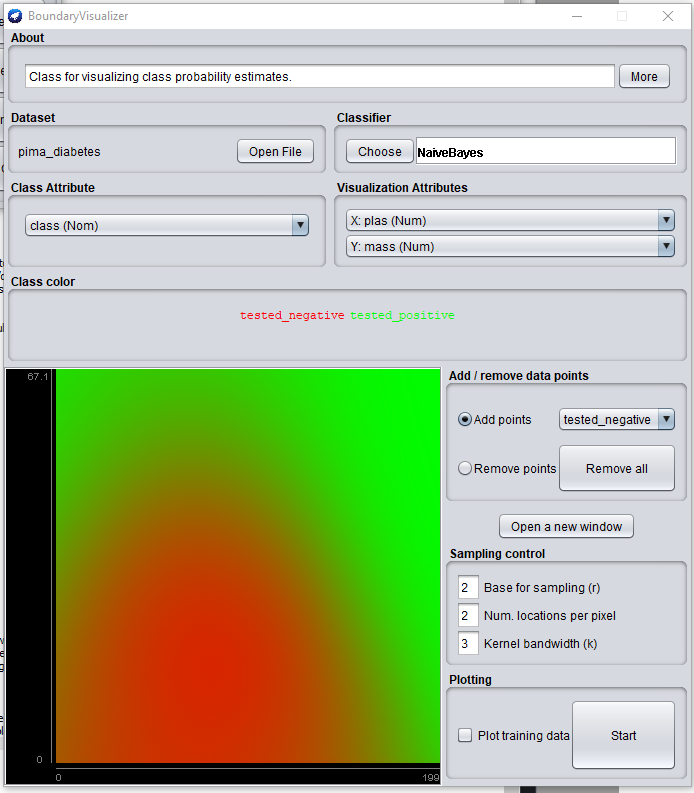 BoundaryVisualizer
About
Class for visualizing class probability estimates.
More
Dataset
pima_diabetes
Open File
Classifier
Choose
NaiveBayes
Class Attribute
class (Nom)
Visualization Attributes
X: plas (Num)
Y: mass (Num)
Class color
tested_negative tested_positive
67.1
0
0
199
Add / remove data points
Add points
tested_negative
Remove points
Remove all
Open a new window
Sampling control
2 Base for sampling (r)
2 Num. locations per pixel
3 Kernel bandwidth (k)
Plotting
Plot training data
Start